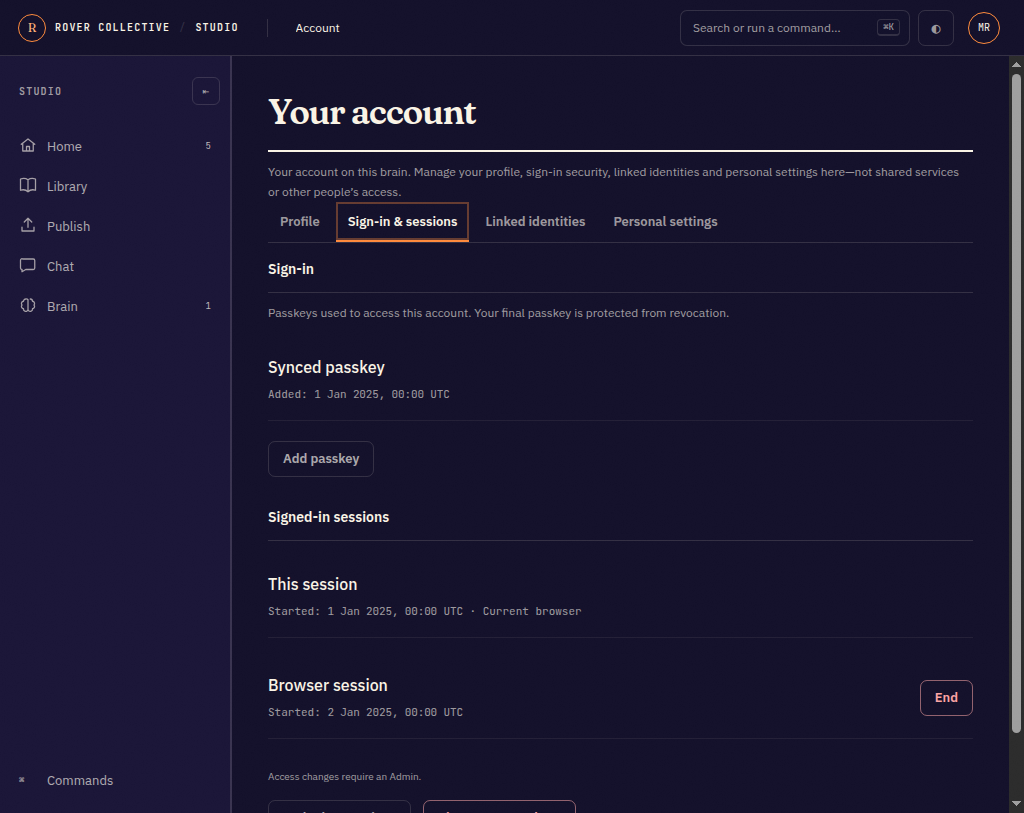 R ROVER COLLECTIVE / STUDIO Account Search or run a command... ⌘K MR
STUDIO
Home 5
Library
Publish
Chat
Brain 1
⌘ Commands
Your account
Your account on this brain. Manage your profile, sign-in security, linked identities and personal settings here—not shared services
or other people's access.
Profile Sign-in & sessions Linked identities Personal settings
Sign-in
Passkeys used to access this account. Your final passkey is protected from revocation.
Synced passkey
Added: 1 Jan 2025, 00:00 UTC
Add passkey
Signed-in sessions
This session
Started: 1 Jan 2025, 00:00 UTC · Current browser
Browser session
Started: 2 Jan 2025, 00:00 UTC
End
Access changes require an Admin.